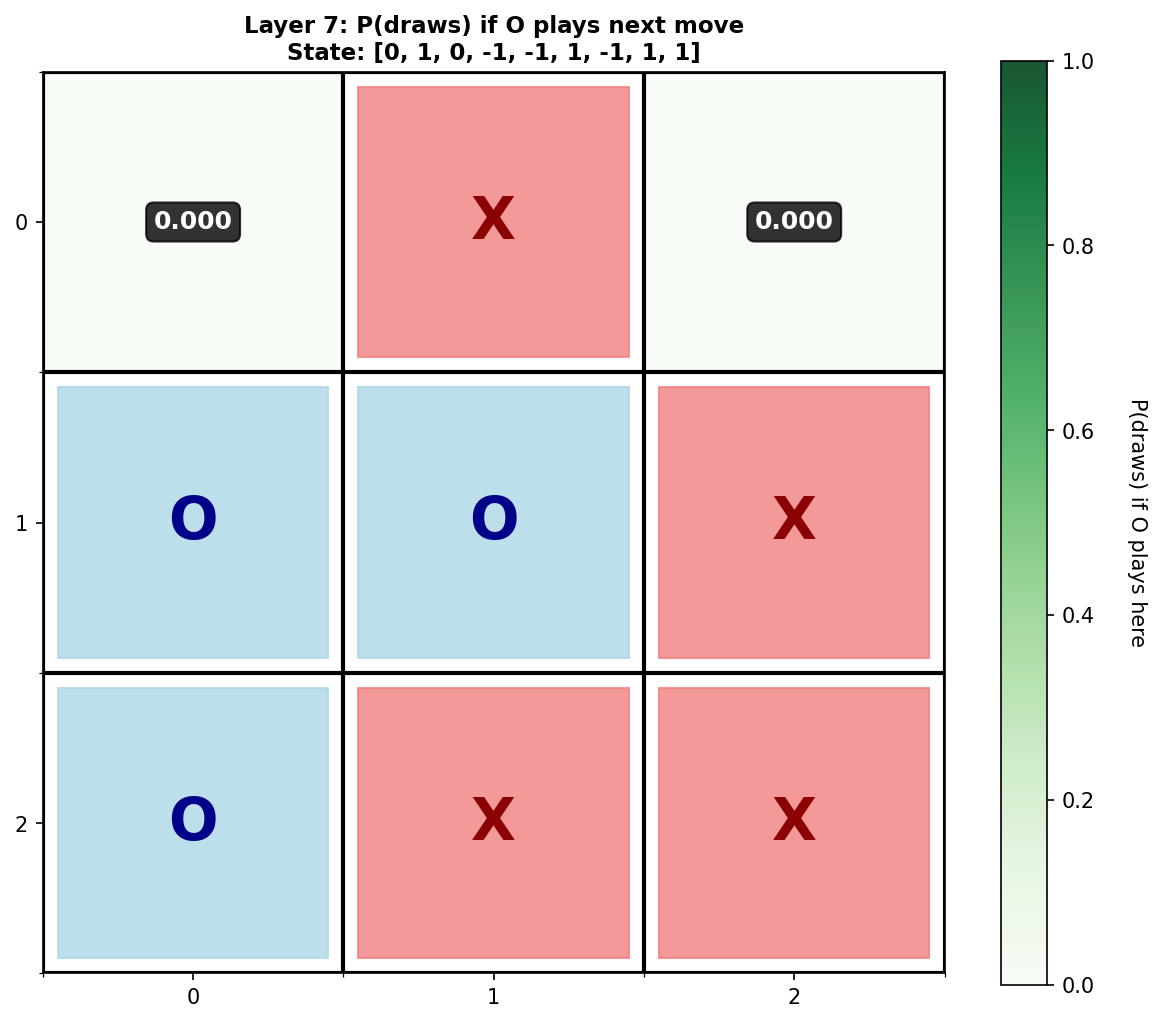 Layer 7: P(draws) if O plays next move
State: [0, 1, 0, -1, -1, 1, -1, 1, 1]
0.000 X 0.000
O O X
O X X
0
1
2
0 1 2
1.0
0.8
0.6
0.4
0.2
0.0
P(draws) if O plays here